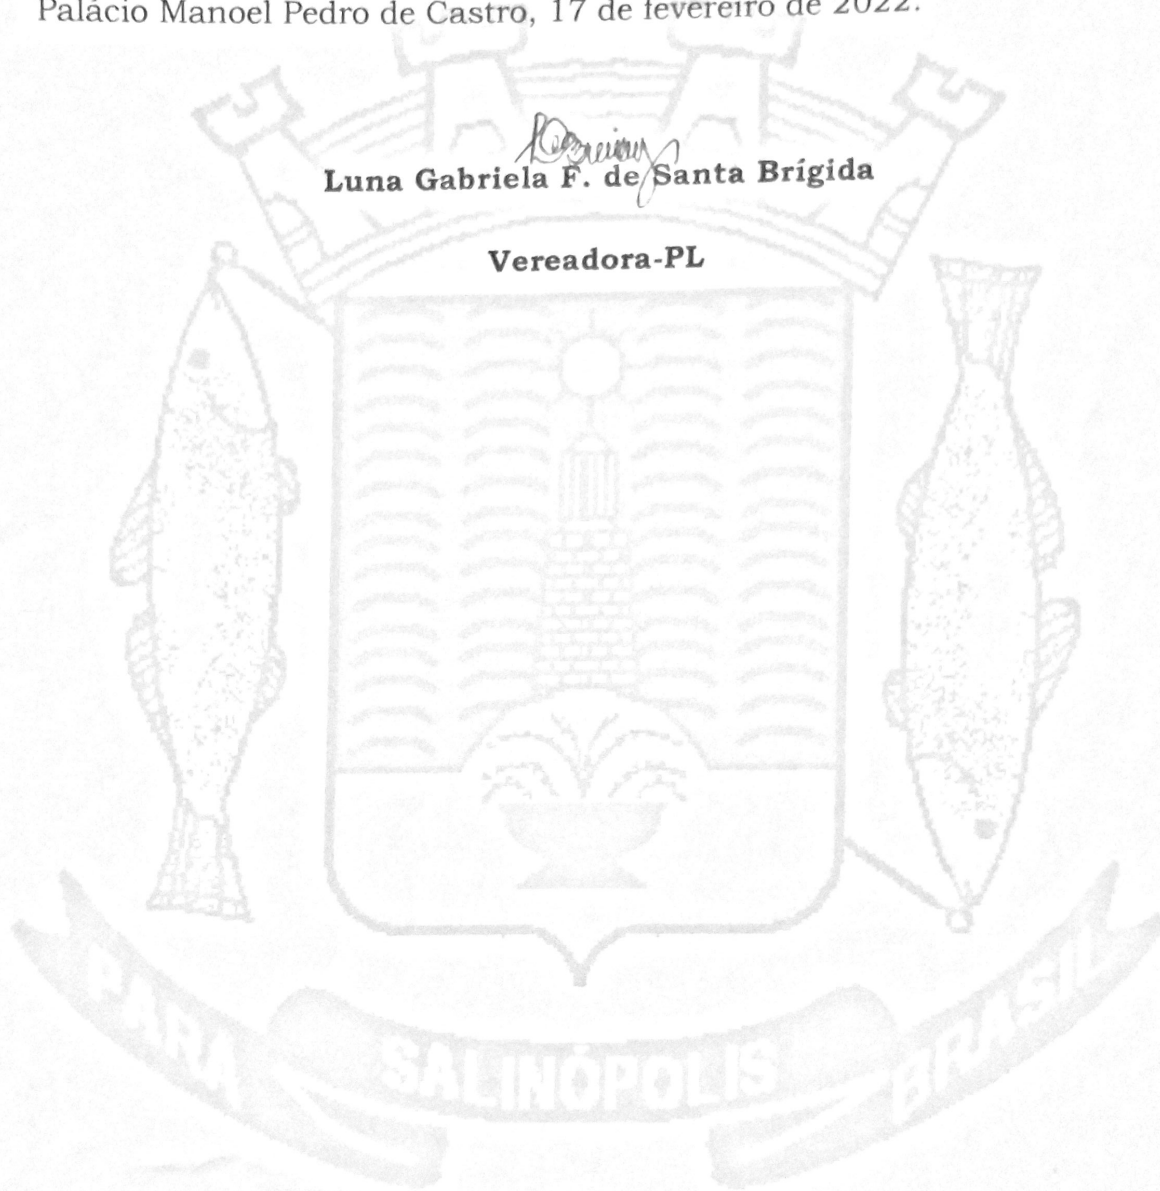 Palácio Manoel Pedro de Castro, 17 de fevereiro de 2022.
Luna Gabriela F. de Santa Brígida
Vereadora-PL
PARÁ
SALINÓPOLIS
BRASIL